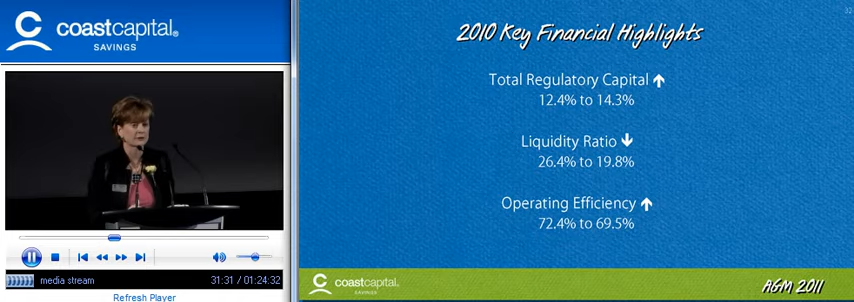 coastcapital®
SAVINGS
media stream
31:31 / 01:24:32
Refresh Player
32
2010 Key Financial Highlights
Total Regulatory Capital ↑
12.4% to 14.3%
Liquidity Ratio ↓
26.4% to 19.8%
Operating Efficiency ↑
72.4% to 69.5%
coastcapital®
SAVINGS
AGM 2011